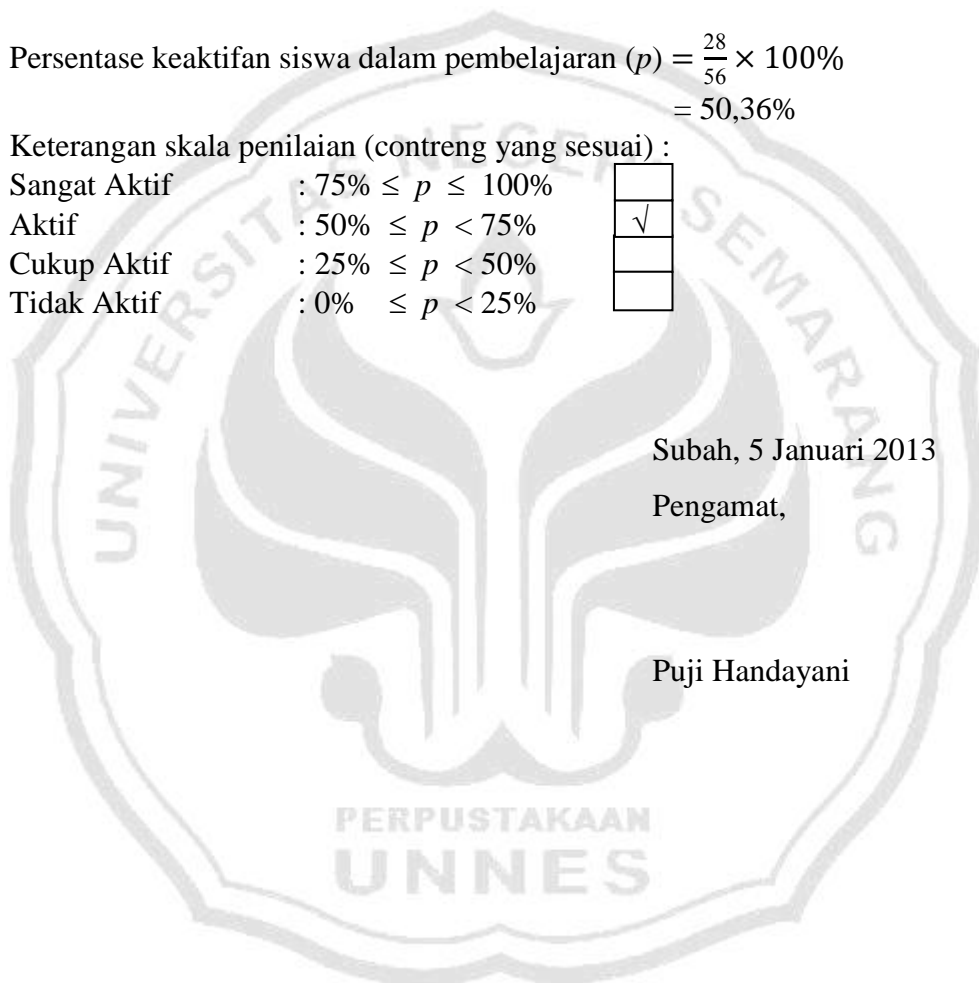 Persentase keaktifan siswa dalam pembelajaran (p) = 28/56 × 100%
= 50,36%
Keterangan skala penilaian (contreng yang sesuai) :
Sangat Aktif : 75% ≤ p ≤ 100%
Aktif : 50% ≤ p < 75% √
Cukup Aktif : 25% ≤ p < 50%
Tidak Aktif : 0% ≤ p < 25%
Subah, 5 Januari 2013
Pengamat,
Puji Handayani
UNIVERSITAS NEGERI SEMARANG
PERPUSTAKAAN
UNNES